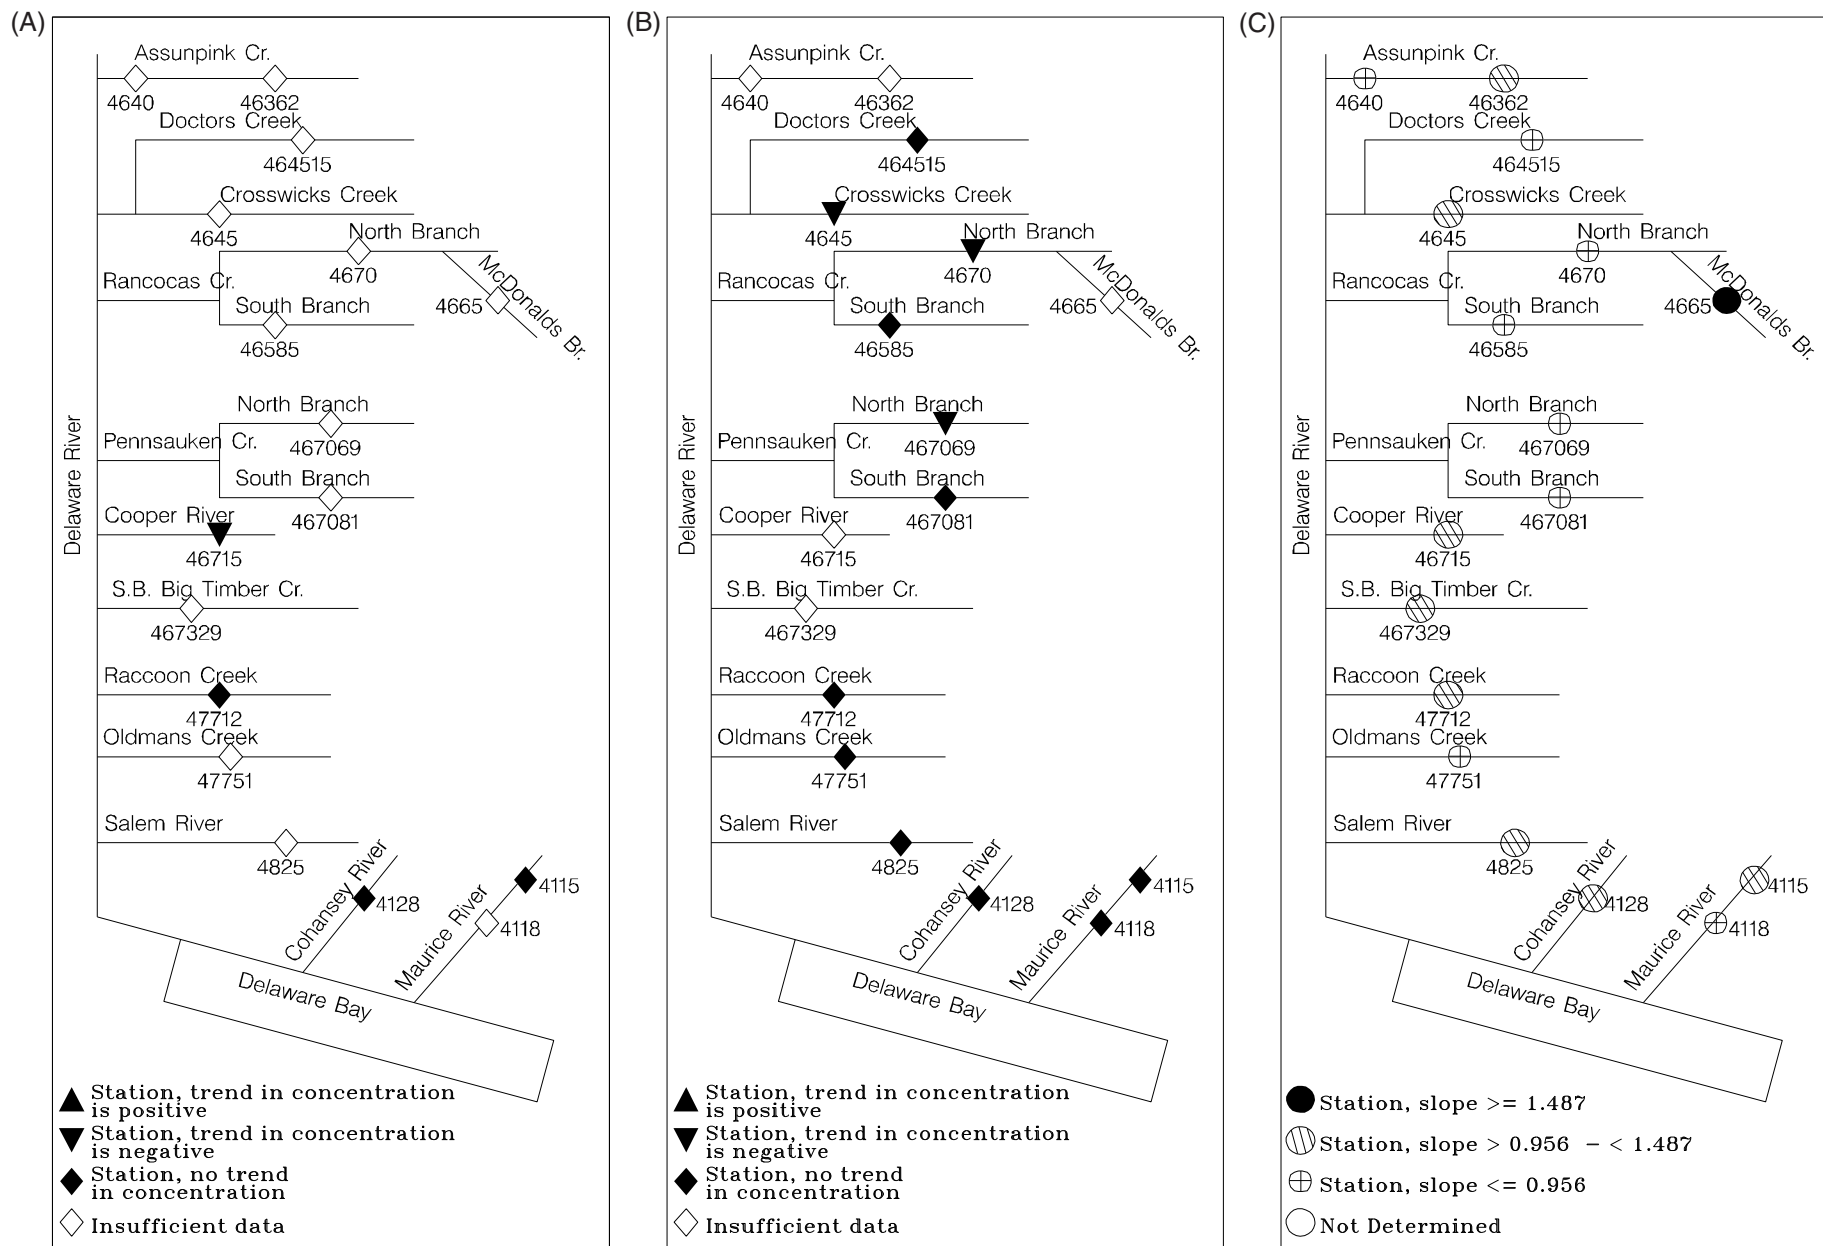 (A)
Assunpink Cr.
4640
46362
Doctors Creek
464515
Crosswicks Creek
4645
North Branch
4670
McDonalds Br.
Rancocas Cr.
4665
South Branch
46585
North Branch
467069
Pennsauken Cr.
South Branch
467081
Delaware River
Cooper River
46715
S.B. Big Timber Cr.
467329
Raccoon Creek
47712
Oldmans Creek
47751
Salem River
4825
Cohansey River
4128
Maurice River
4115
4118
Delaware Bay
Station, trend in concentration
is positive
Station, trend in concentration
is negative
Station, no trend
in concentration
Insufficient data
(B)
Assunpink Cr.
4640
46362
Doctors Creek
464515
Crosswicks Creek
4645
North Branch
4670
McDonalds Br.
Rancocas Cr.
4665
South Branch
46585
North Branch
467069
Pennsauken Cr.
South Branch
467081
Delaware River
Cooper River
46715
S.B. Big Timber Cr.
467329
Raccoon Creek
47712
Oldmans Creek
47751
Salem River
4825
Cohansey River
4128
Maurice River
4115
4118
Delaware Bay
Station, trend in concentration
is positive
Station, trend in concentration
is negative
Station, no trend
in concentration
Insufficient data
(C)
Assunpink Cr.
4640
46362
Doctors Creek
464515
Crosswicks Creek
4645
North Branch
4670
McDonalds Br.
Rancocas Cr.
4665
South Branch
46585
North Branch
467069
Pennsauken Cr.
South Branch
467081
Delaware River
Cooper River
46715
S.B. Big Timber Cr.
467329
Raccoon Creek
47712
Oldmans Creek
47751
Salem River
4825
Cohansey River
4128
Maurice River
4115
4118
Delaware Bay
Station, slope >= 1.487
Station, slope > 0.956 - < 1.487
Station, slope <= 0.956
Not Determined